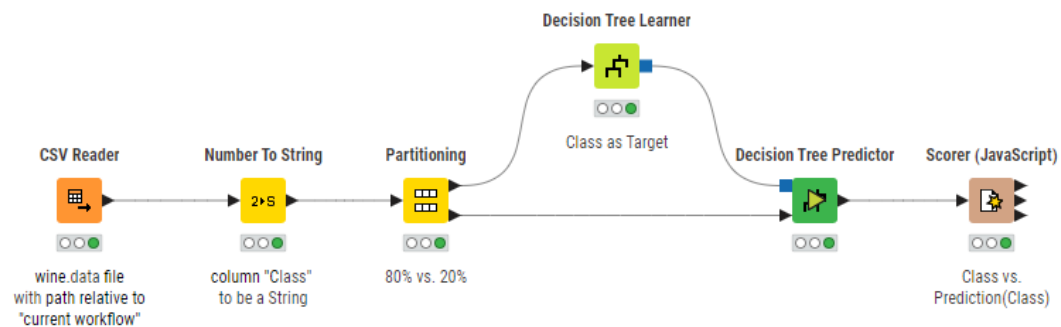 Decision Tree Learner
Class as Target
CSV Reader
Number To String
Partitioning
Decision Tree Predictor
Scorer (JavaScript)
2▸S
wine.data file
with path relative to
"current workflow"
column "Class"
to be a String
80% vs. 20%
Class vs.
Prediction(Class)